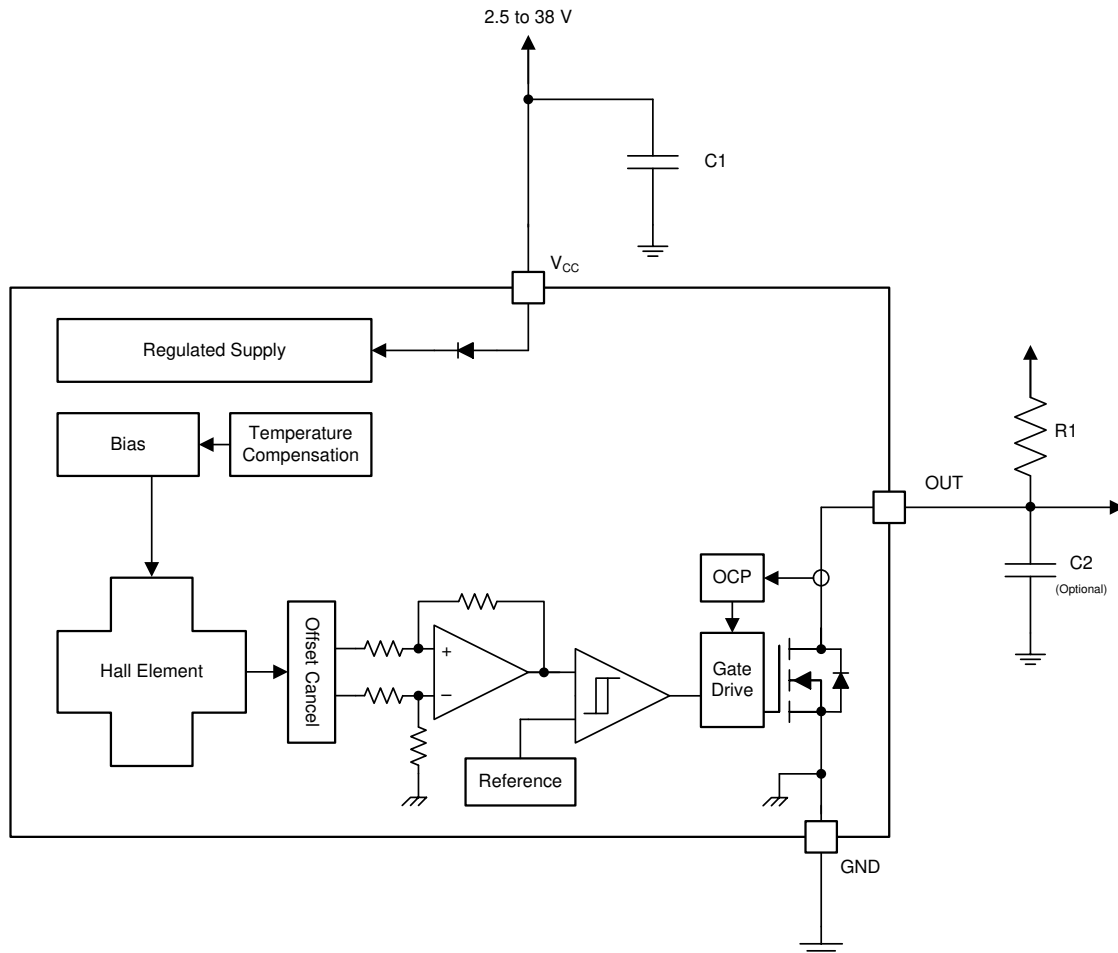 2.5 to 38 V
C1
VCC
Regulated Supply
Bias
Temperature
Compensation
R1
OUT
C2
(Optional)
OCP
Hall Element
Offset Cancel
+
–
Gate
Drive
Reference
GND